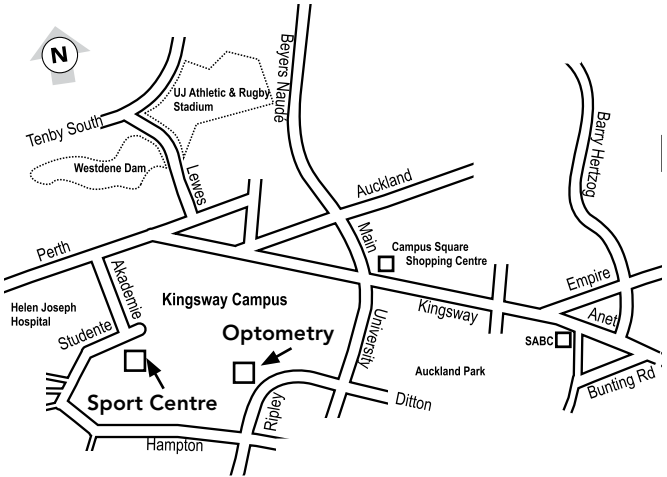 N
Beyers Naudé
UJ Athletic & Rugby
Stadium
Tenby South
Westdene Dam
Lewes
Barry Hertzog
Auckland
Perth
Main
Campus Square
Shopping Centre
Akademie
Kingsway Campus
Empire
Helen Joseph
Hospital
Kingsway
Anet
Studente
Optometry
University
SABC
Auckland Park
Bunting Rd
Sport Centre
Ripley
Ditton
Hampton